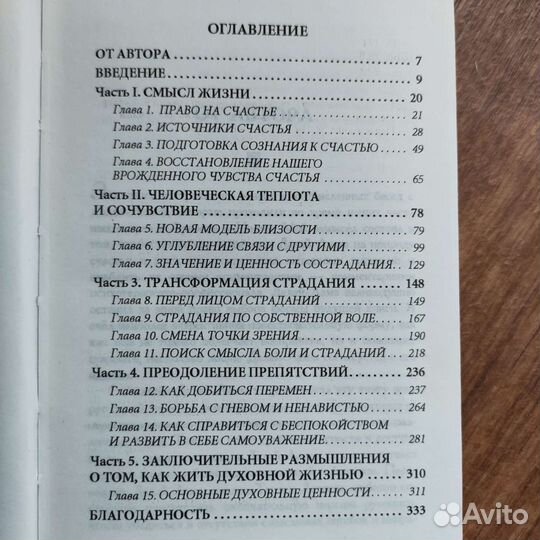 ОГЛАВЛЕНИЕ
ОТ АВТОРА 7
ВВЕДЕНИЕ 9
Часть I. СМЫСЛ ЖИЗНИ 20
Глава 1. ПРАВО НА СЧАСТЬЕ 21
Глава 2. ИСТОЧНИКИ СЧАСТЬЯ 28
Глава 3. ПОДГОТОВКА СОЗНАНИЯ К СЧАСТЬЮ 49
Глава 4. ВОССТАНОВЛЕНИЕ НАШЕГО
ВРОЖДЕННОГО ЧУВСТВА СЧАСТЬЯ 65
Часть II. ЧЕЛОВЕЧЕСКАЯ ТЕПЛОТА
И СОЧУВСТВИЕ 78
Глава 5. НОВАЯ МОДЕЛЬ БЛИЗОСТИ 79
Глава 6. УГЛУБЛЕНИЕ СВЯЗИ С ДРУГИМИ 99
Глава 7. ЗНАЧЕНИЕ И ЦЕННОСТЬ СОСТРАДАНИЯ 129
Часть 3. ТРАНСФОРМАЦИЯ СТРАДАНИЯ 148
Глава 8. ПЕРЕД ЛИЦОМ СТРАДАНИЙ 149
Глава 9. СТРАДАНИЯ ПО СОБСТВЕННОЙ ВОЛЕ 167
Глава 10. СМЕНА ТОЧКИ ЗРЕНИЯ 190
Глава 11. ПОИСК СМЫСЛА БОЛИ И СТРАДАНИЙ 218
Часть 4. ПРЕОДОЛЕНИЕ ПРЕПЯТСТВИЙ 236
Глава 12. КАК ДОБИТЬСЯ ПЕРЕМЕН 237
Глава 13. БОРЬБА С ГНЕВОМ И НЕНАВИСТЬЮ 264
Глава 14. КАК СПРАВИТЬСЯ С БЕСПОКОЙСТВОМ
И РАЗВИТЬ В СЕБЕ САМОУВАЖЕНИЕ 281
Часть 5. ЗАКЛЮЧИТЕЛЬНЫЕ РАЗМЫШЛЕНИЯ
О ТОМ, КАК ЖИТЬ ДУХОВНОЙ ЖИЗНЬЮ 310
Глава 15. ОСНОВНЫЕ ДУХОВНЫЕ ЦЕННОСТИ 311
БЛАГОДАРНОСТЬ 333
Avito